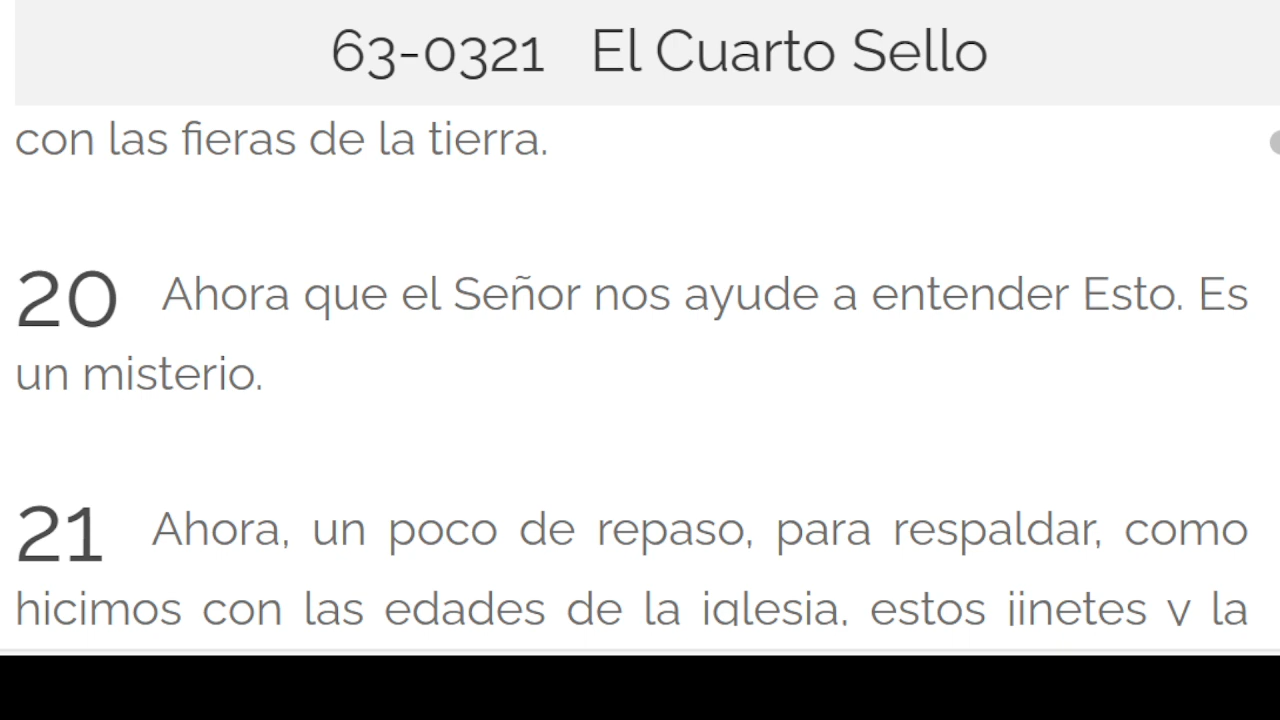 63-0321 El Cuarto Sello
con las fieras de la tierra.
20 Ahora que el Señor nos ayude a entender Esto. Es
un misterio.
21 Ahora, un poco de repaso, para respaldar, como
hicimos con las edades de la iglesia, estos jinetes y la